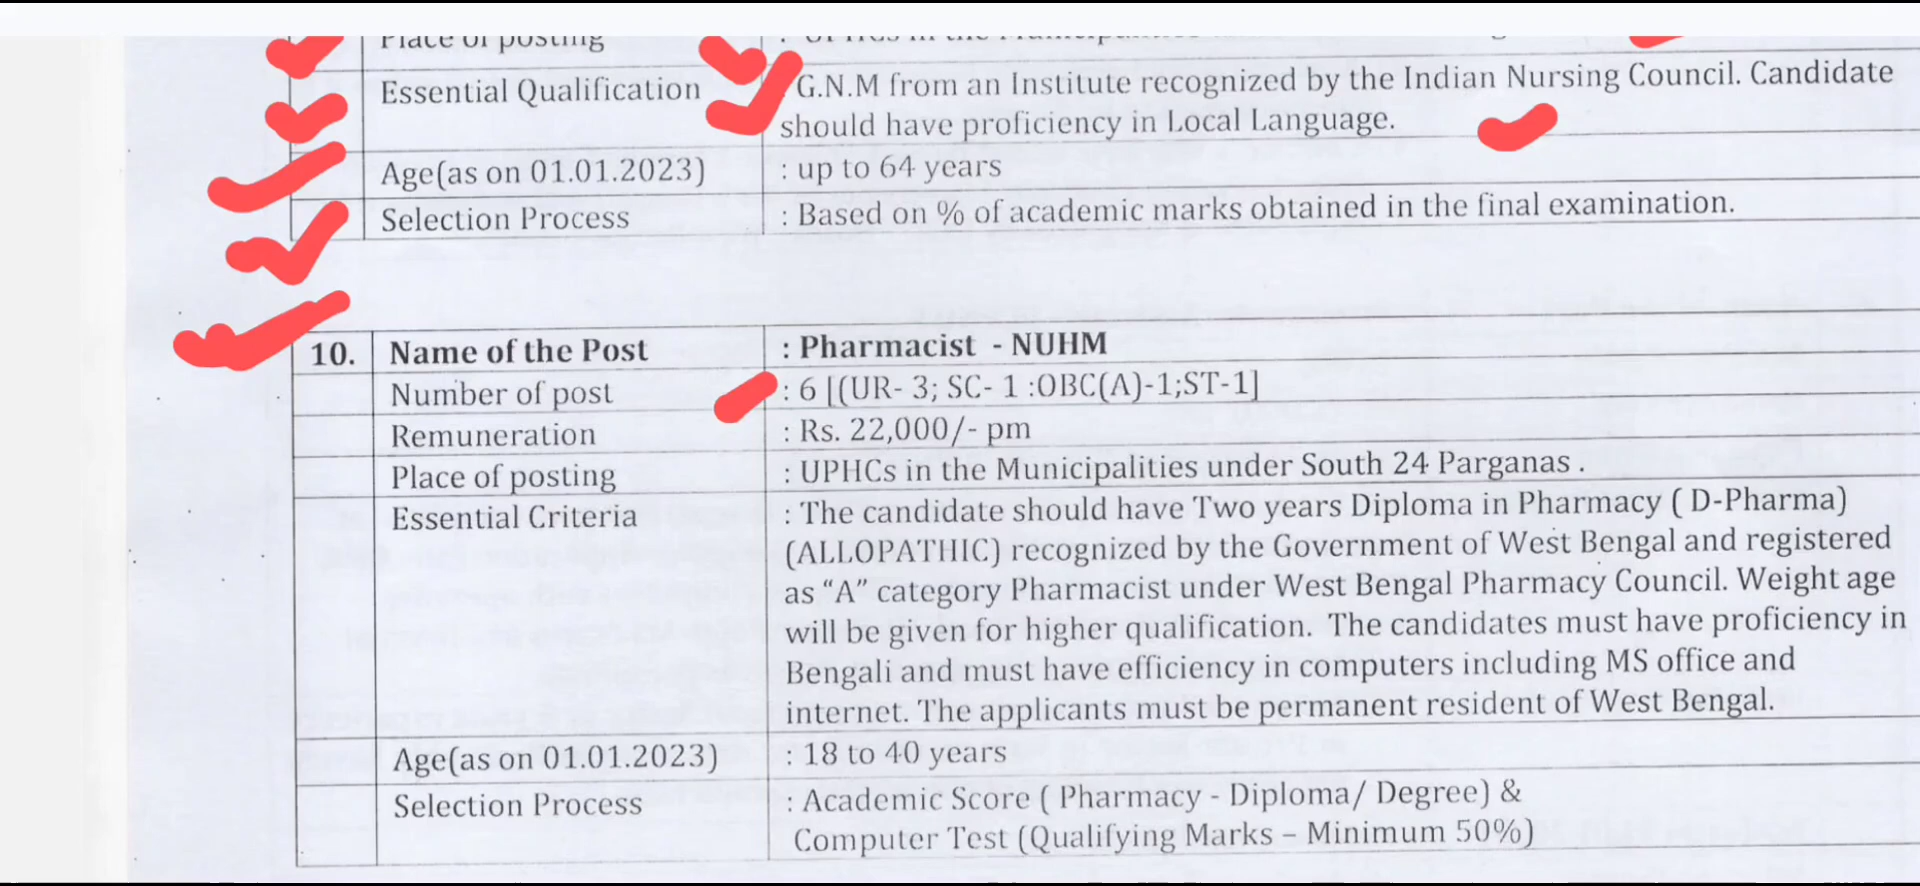 Place of posting
Essential Qualification G.N.M from an Institute recognized by the Indian Nursing Council. Candidate
should have proficiency in Local Language.
Age(as on 01.01.2023) : up to 64 years
Selection Process : Based on % of academic marks obtained in the final examination.
10. Name of the Post : Pharmacist - NUHM
Number of post : 6 [(UR- 3; SC- 1 :OBC(A)-1;ST-1]
Remuneration : Rs. 22,000/- pm
Place of posting : UPHCs in the Municipalities under South 24 Parganas .
Essential Criteria : The candidate should have Two years Diploma in Pharmacy ( D-Pharma)
(ALLOPATHIC) recognized by the Government of West Bengal and registered
as “A” category Pharmacist under West Bengal Pharmacy Council. Weight age
will be given for higher qualification. The candidates must have proficiency in
Bengali and must have efficiency in computers including MS office and
internet. The applicants must be permanent resident of West Bengal.
Age(as on 01.01.2023) : 18 to 40 years
Selection Process : Academic Score ( Pharmacy - Diploma/ Degree) &
Computer Test (Qualifying Marks – Minimum 50%)